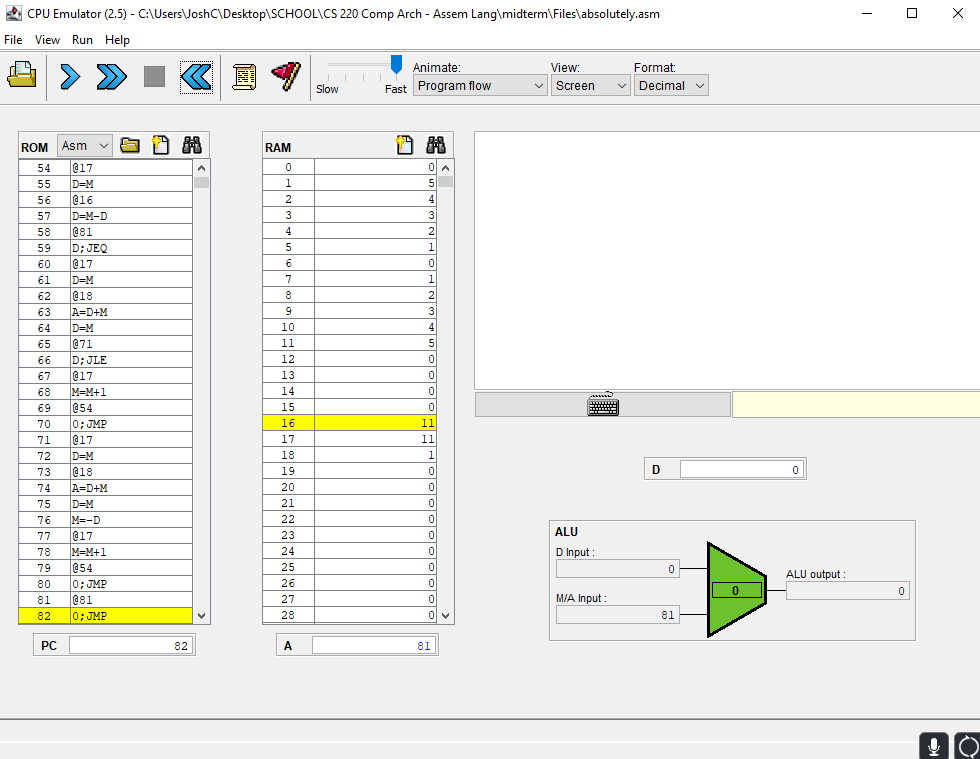 CPU Emulator (2.5) - C:\Users\JoshC\Desktop\SCHOOL\CS 220 Comp Arch - Assem Lang\midterm\Files\absolutely.asm
File View Run Help
Slow Fast
Animate:
Program flow
View:
Screen
Format:
Decimal
ROM Asm
54 @17
55 D=M
56 @16
57 D=M-D
58 @81
59 D;JEQ
60 @17
61 D=M
62 @18
63 A=D+M
64 D=M
65 @71
66 D;JLE
67 @17
68 M=M+1
69 @54
70 0;JMP
71 @17
72 D=M
73 @18
74 A=D+M
75 D=M
76 M=-D
77 @17
78 M=M+1
79 @54
80 0;JMP
81 @81
82 0;JMP
PC 82
RAM
0 0
1 5
2 4
3 3
4 2
5 1
6 0
7 1
8 2
9 3
10 4
11 5
12 0
13 0
14 0
15 0
16 11
17 11
18 1
19 0
20 0
21 0
22 0
23 0
24 0
25 0
26 0
27 0
28 0
A 81
D 0
ALU
D Input :
0
M/A Input :
81
0
ALU output :
0